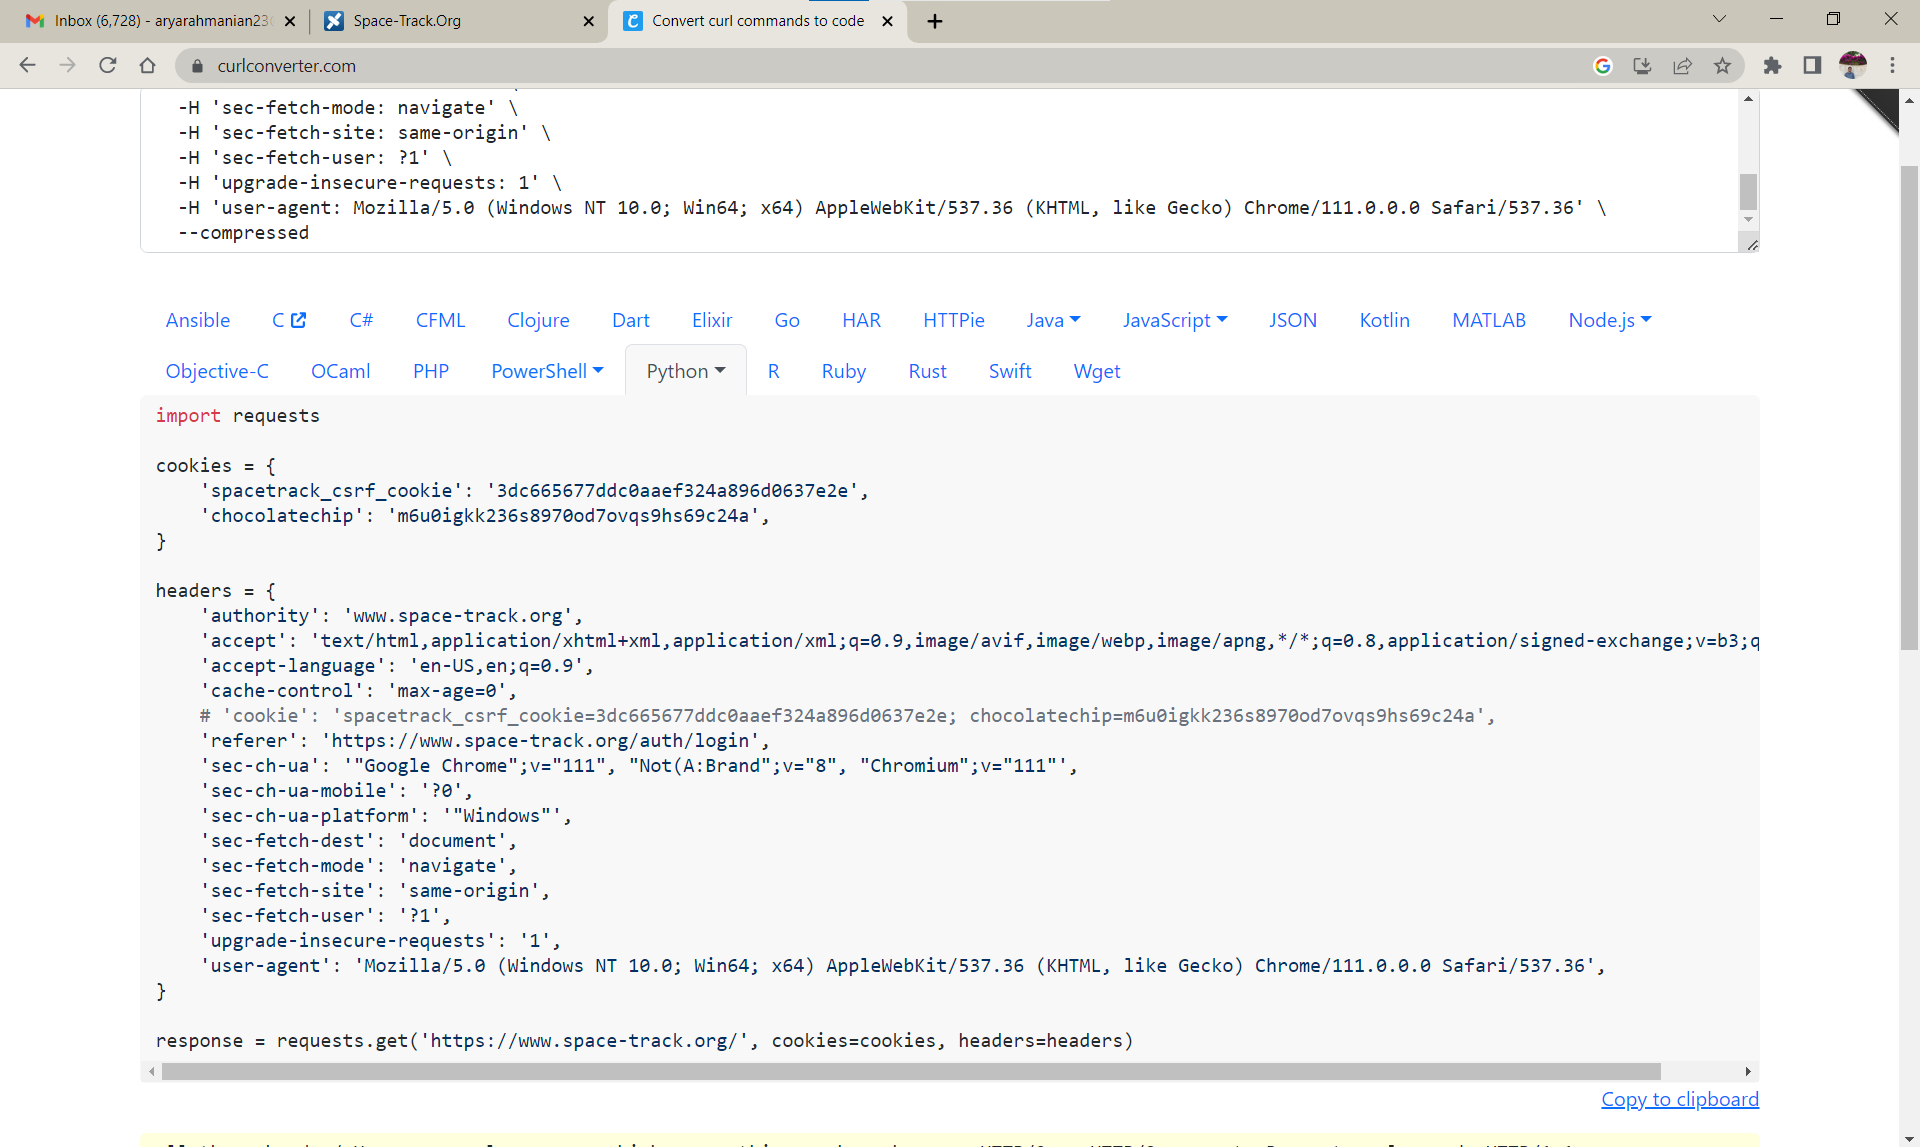 Inbox (6,728) - aryarahmanian23
Space-Track.Org
Convert curl commands to code
curlconverter.com
-H 'sec-fetch-mode: navigate' \
-H 'sec-fetch-site: same-origin' \
-H 'sec-fetch-user: ?1' \
-H 'upgrade-insecure-requests: 1' \
-H 'user-agent: Mozilla/5.0 (Windows NT 10.0; Win64; x64) AppleWebKit/537.36 (KHTML, like Gecko) Chrome/111.0.0.0 Safari/537.36' \
--compressed
Ansible C C# CFML Clojure Dart Elixir Go HAR HTTPie Java JavaScript JSON Kotlin MATLAB Node.js
Objective-C OCaml PHP PowerShell Python R Ruby Rust Swift Wget
import requests
cookies = {
'spacetrack_csrf_cookie': '3dc665677ddc0aaef324a896d0637e2e',
'chocolatechip': 'm6u0igkk236s8970od7ovqs9hs69c24a',
}
headers = {
'authority': 'www.space-track.org',
'accept': 'text/html,application/xhtml+xml,application/xml;q=0.9,image/avif,image/webp,image/apng,*/*;q=0.8,application/signed-exchange;v=b3;q
'accept-language': 'en-US,en;q=0.9',
'cache-control': 'max-age=0',
# 'cookie': 'spacetrack_csrf_cookie=3dc665677ddc0aaef324a896d0637e2e; chocolatechip=m6u0igkk236s8970od7ovqs9hs69c24a',
'referer': 'https://www.space-track.org/auth/login',
'sec-ch-ua': '"Google Chrome";v="111", "Not(A:Brand";v="8", "Chromium";v="111"',
'sec-ch-ua-mobile': '?0',
'sec-ch-ua-platform': '"Windows"',
'sec-fetch-dest': 'document',
'sec-fetch-mode': 'navigate',
'sec-fetch-site': 'same-origin',
'sec-fetch-user': '?1',
'upgrade-insecure-requests': '1',
'user-agent': 'Mozilla/5.0 (Windows NT 10.0; Win64; x64) AppleWebKit/537.36 (KHTML, like Gecko) Chrome/111.0.0.0 Safari/537.36',
}
response = requests.get('https://www.space-track.org/', cookies=cookies, headers=headers)
Copy to clipboard